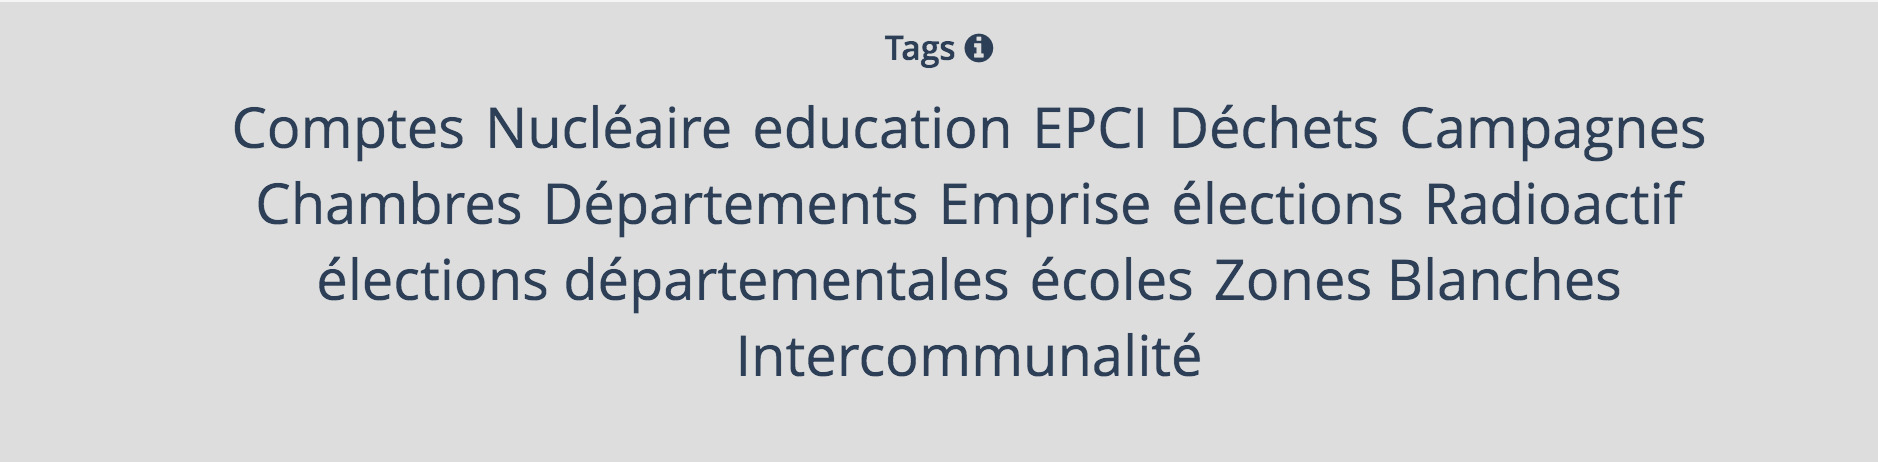 Tags
Comptes Nucléaire education EPCI Déchets Campagnes
Chambres Départements Emprise élections Radioactif
élections départementales écoles Zones Blanches
Intercommunalité